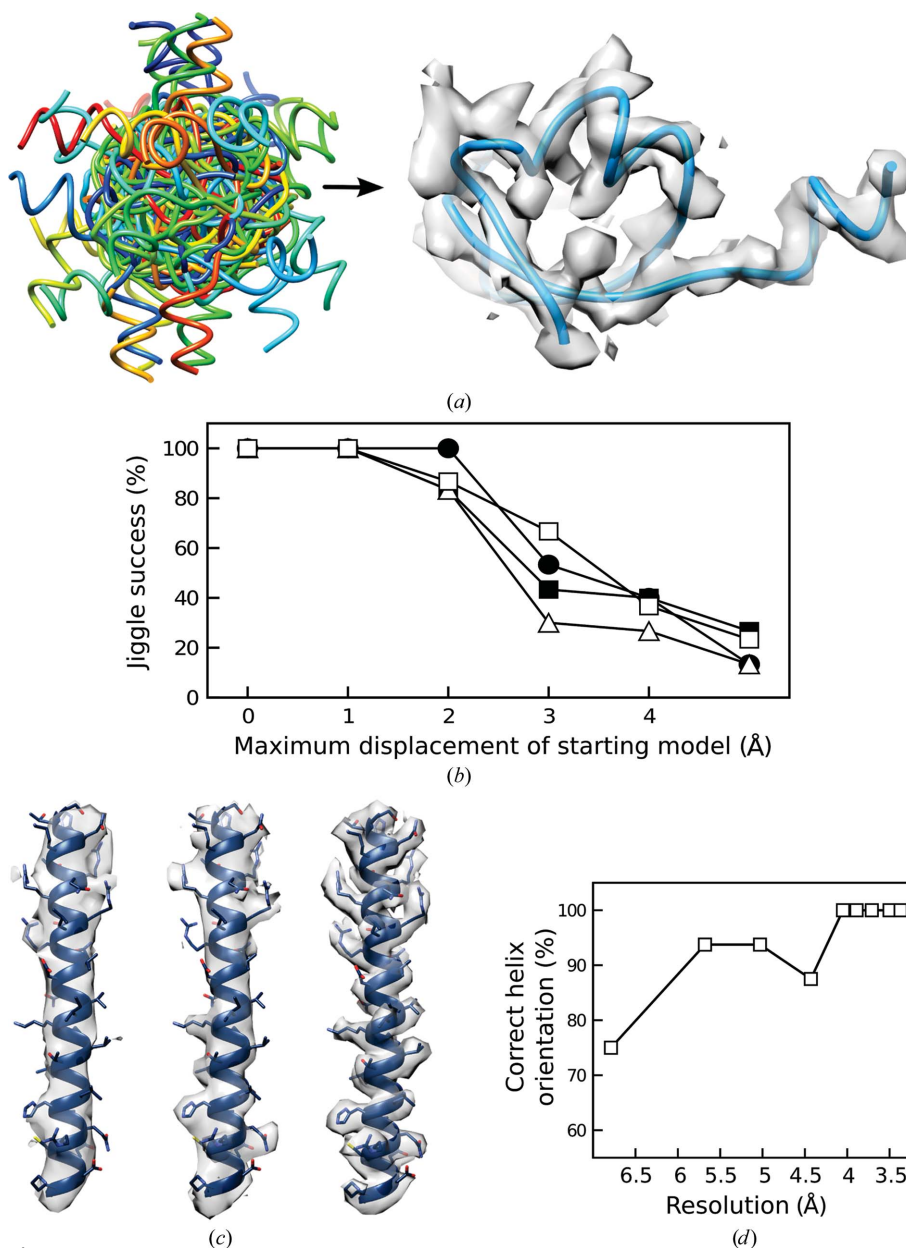 (a)
100
80
60
40
20
0
Jiggle success (%)
0 1 2 3 4
Maximum displacement of starting model (Å)
(b)
(c)
100
90
80
70
60
Correct helix
orientation (%)
6.5 6 5.5 5 4.5 4 3.5
Resolution (Å)
(d)